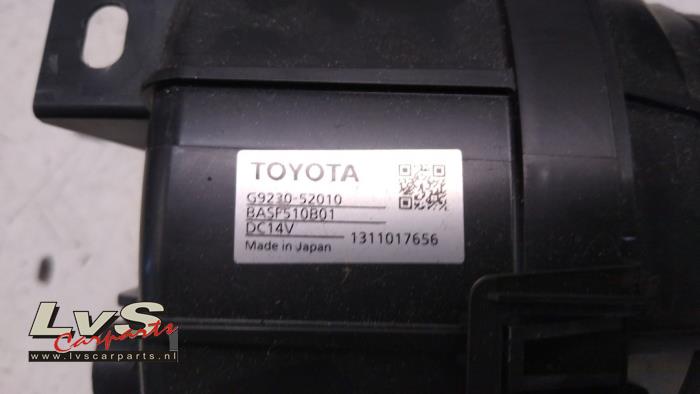 TOYOTA
G9230-52010
BASP510B01
DC14V
1311017656
Made in Japan
LvS
Carparts
www.lvscarparts.nl